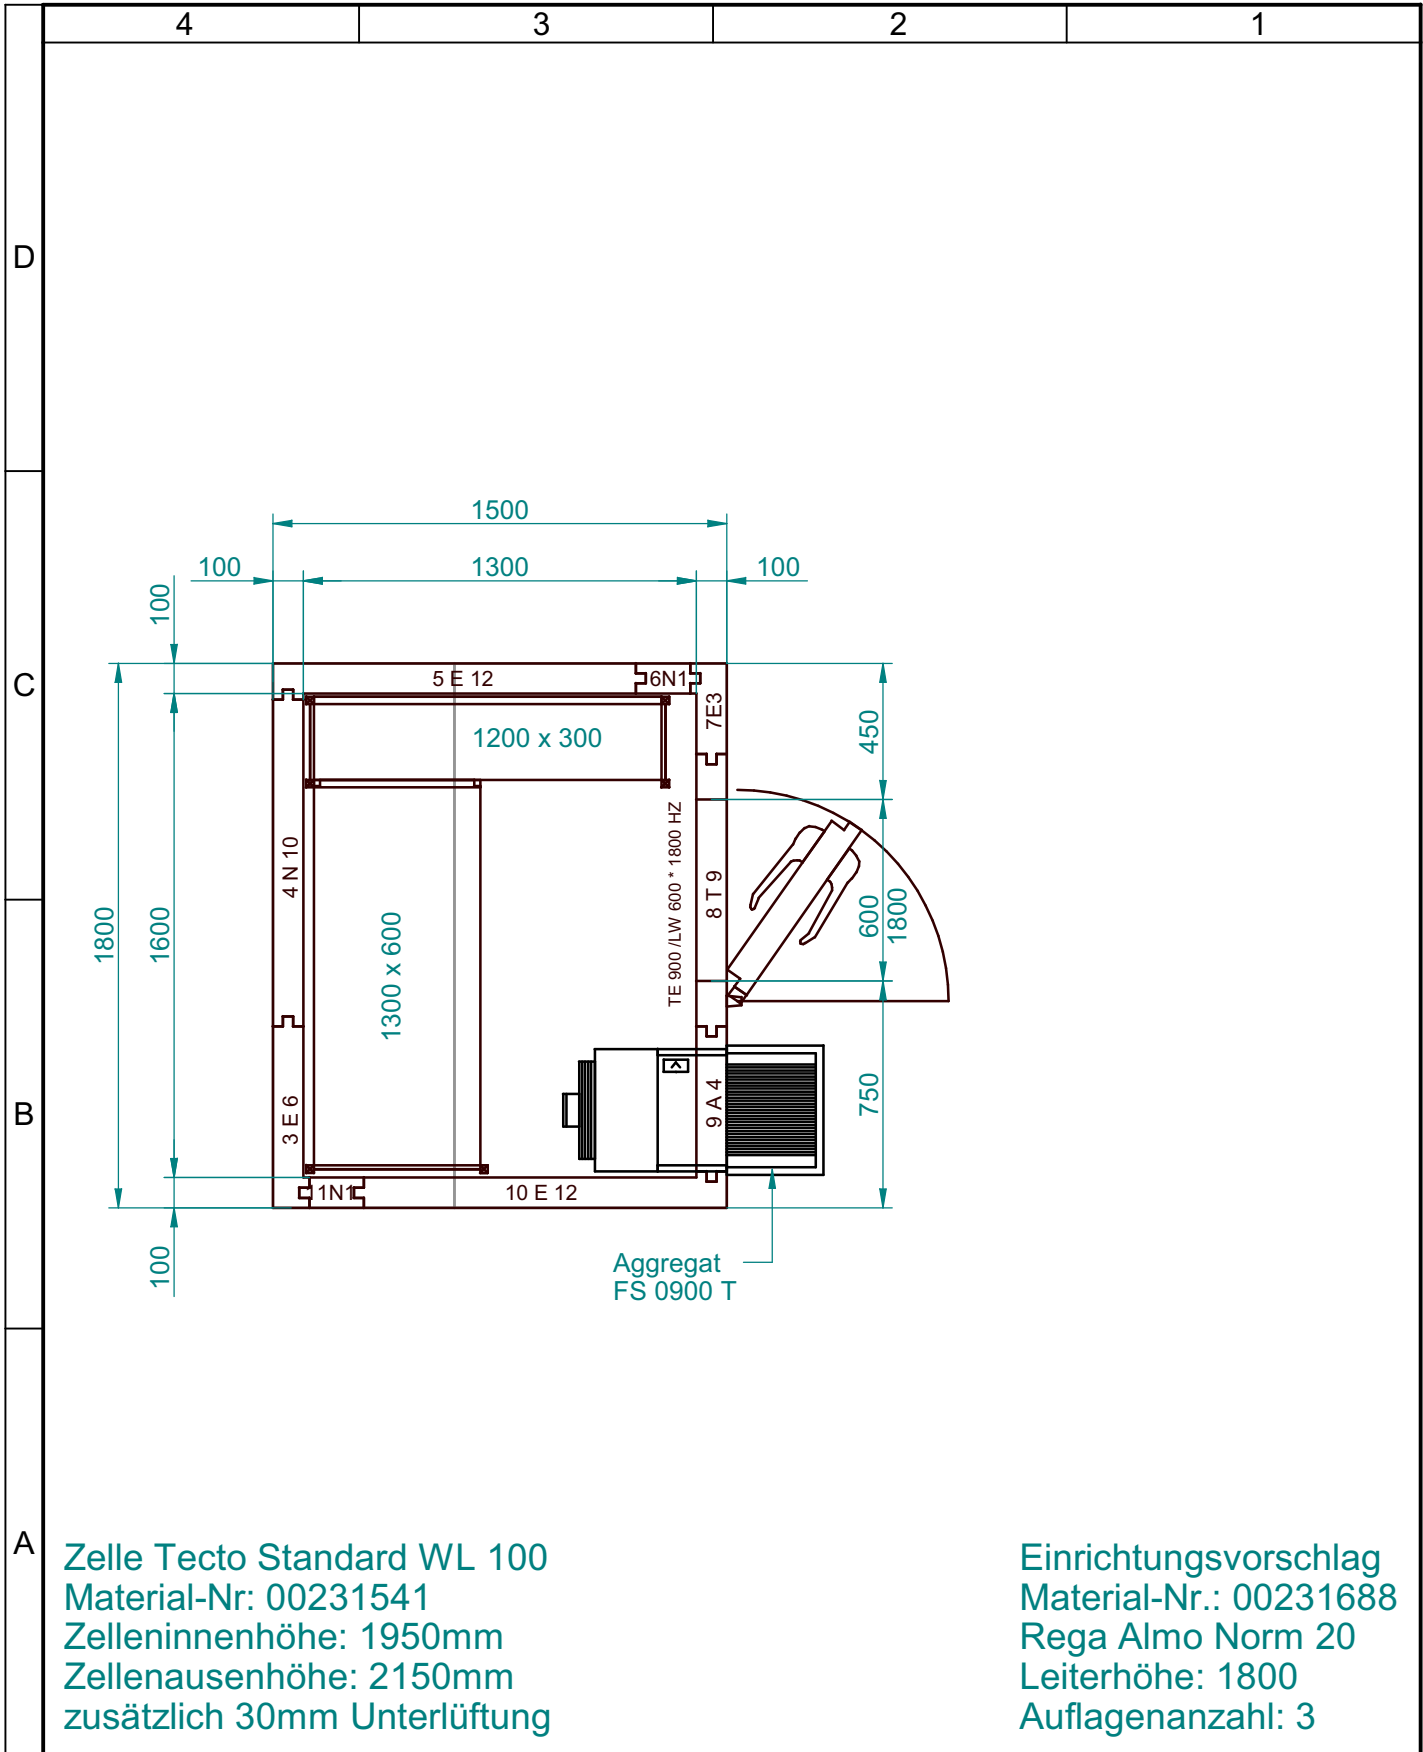 4 3 2 1
D
C
B
A
1500
100 1300 100
100
5 E 12 6N1
7E3
1200 x 300
450
4 N 10
TE 900 /LW 600 * 1800 HZ
8 T 9
600
1800
1800
1600
1300 x 600
3 E 6
9 A 4
750
1N1 10 E 12
100
Aggregat
FS 0900 T
Zelle Tecto Standard WL 100
Material-Nr: 00231541
Zelleninnenhöhe: 1950mm
Zellenausenhöhe: 2150mm
zusätzlich 30mm Unterlüftung
Einrichtungsvorschlag
Material-Nr.: 00231688
Rega Almo Norm 20
Leiterhöhe: 1800
Auflagenanzahl: 3